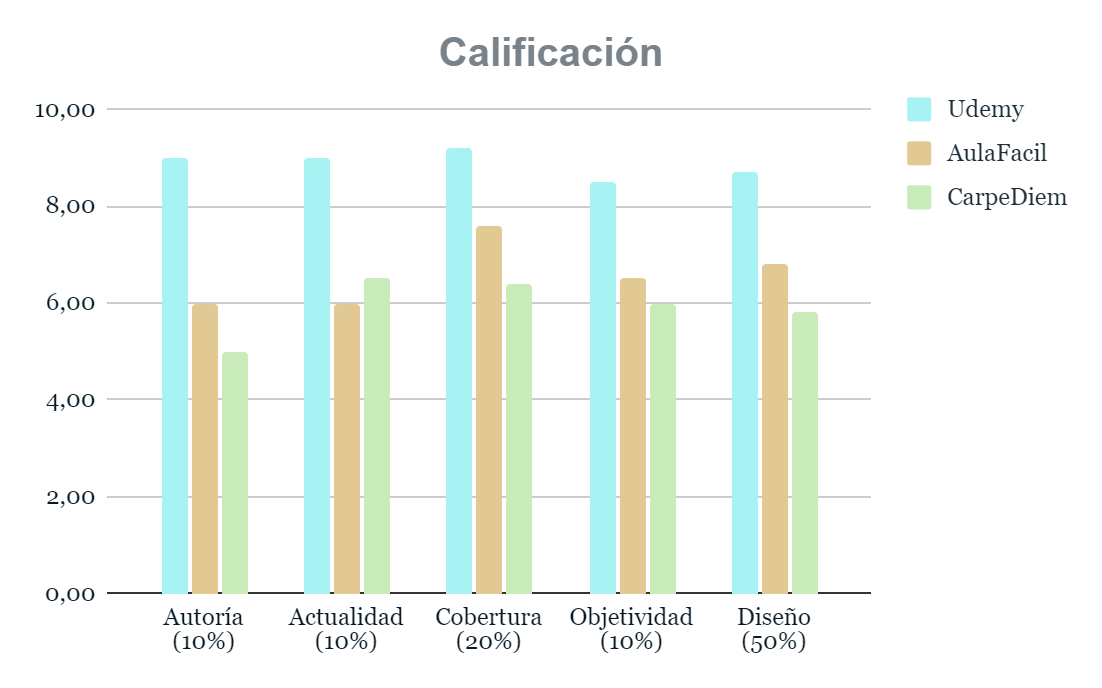 Calificación
10,00
8,00
6,00
4,00
2,00
0,00
Autoría
(10%)
Actualidad
(10%)
Cobertura
(20%)
Objetividad
(10%)
Diseño
(50%)
Udemy
AulaFacil
CarpeDiem